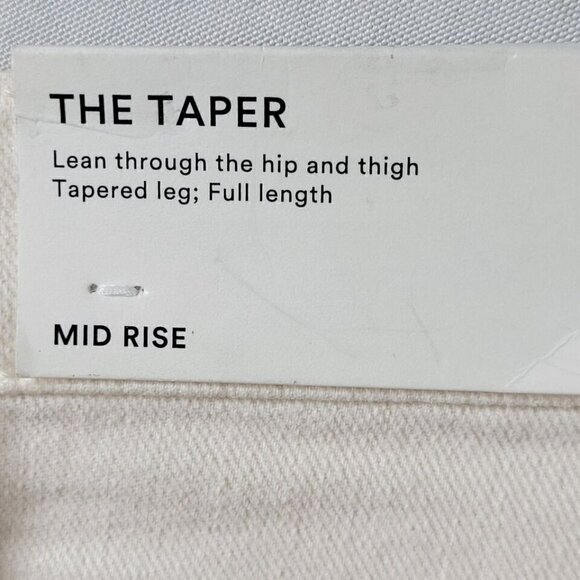 THE TAPER
Lean through the hip and thigh
Tapered leg; Full length
MID RISE